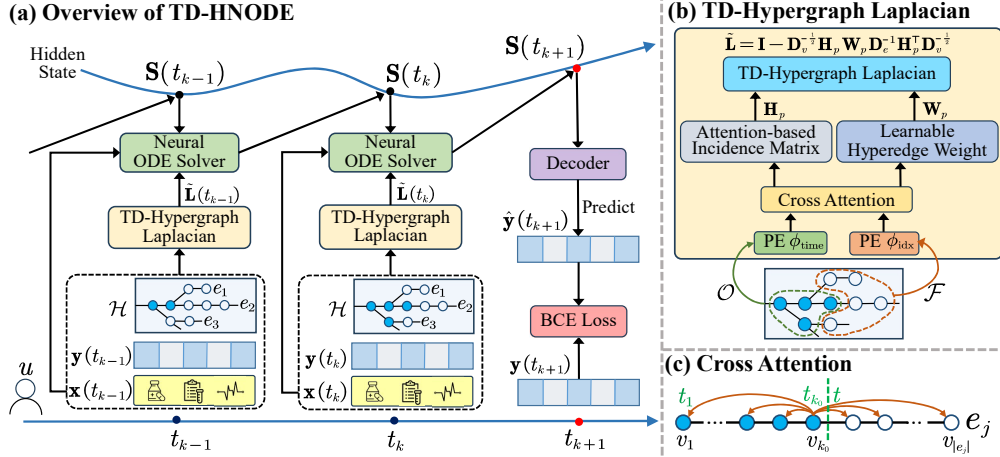 (a) Overview of TD-HNODE
Hidden
State
S(t_{k−1})
S(t_k)
S(t_{k+1})
Neural
ODE Solver
Neural
ODE Solver
Decoder
L̃(t_{k−1})
L̃(t_k)
Predict
TD-Hypergraph
Laplacian
TD-Hypergraph
Laplacian
ŷ(t_{k+1})
H
e_1
e_2
e_3
H
e_1
e_2
e_3
BCE Loss
y(t_{k−1})
y(t_k)
y(t_{k+1})
u
x(t_{k−1})
x(t_k)
t_{k−1}
t_k
t_{k+1}
(b) TD-Hypergraph Laplacian
L̃ = I − D_v^{−1/2} H_p W_p D_e^{−1} H_p^⊤ D_v^{−1/2}
TD-Hypergraph Laplacian
H_p
W_p
Attention-based
Incidence Matrix
Learnable
Hyperedge Weight
Cross Attention
PE ϕ_time
PE ϕ_idx
O
F
(c) Cross Attention
t_1
t_{k_0}
t
e_j
v_1
v_{k_0}
v_{|e_j|}